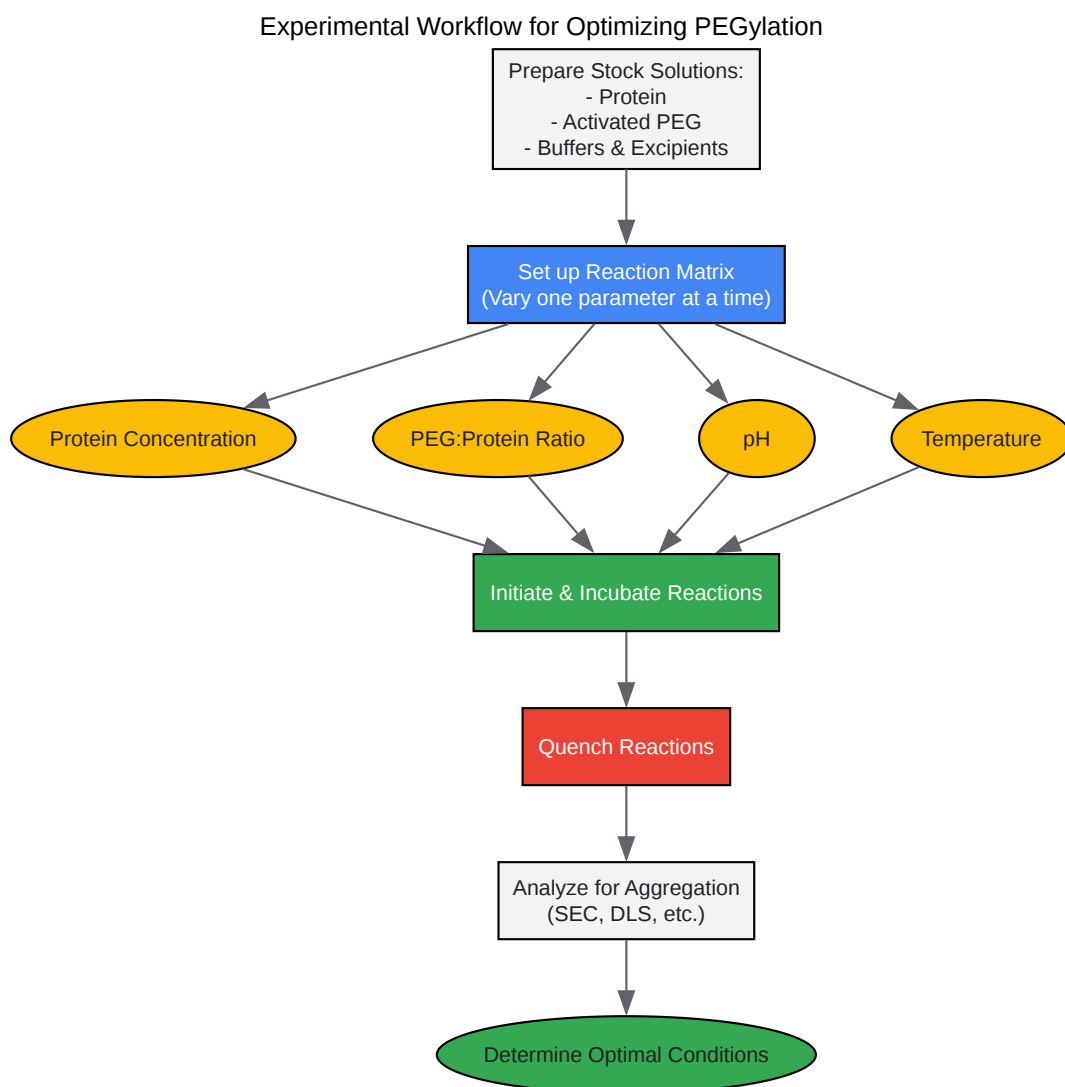 Experimental Workflow for Optimizing PEGylation
Prepare Stock Solutions:
- Protein
- Activated PEG
- Buffers & Excipients
Set up Reaction Matrix
(Vary one parameter at a time)
Protein Concentration
PEG:Protein Ratio
pH
Temperature
Initiate & Incubate Reactions
Quench Reactions
Analyze for Aggregation
(SEC, DLS, etc.)
Determine Optimal Conditions